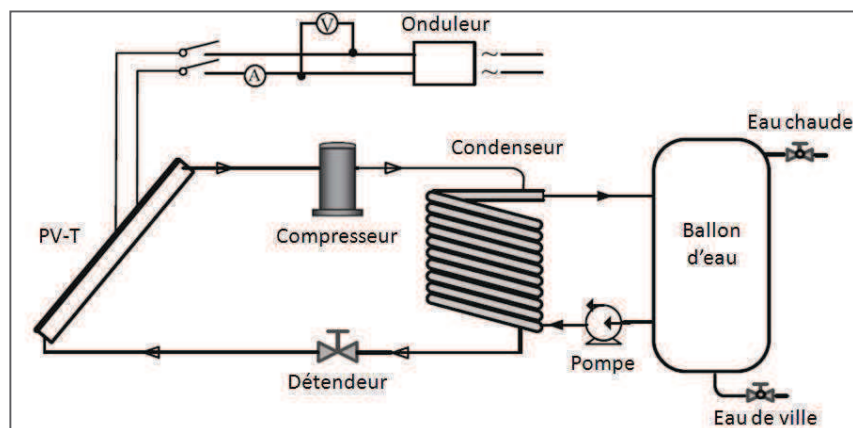 V
Onduleur
A
~
~
Eau chaude
Condenseur
PV-T
Compresseur
Ballon
d'eau
Pompe
Détendeur
Eau de ville